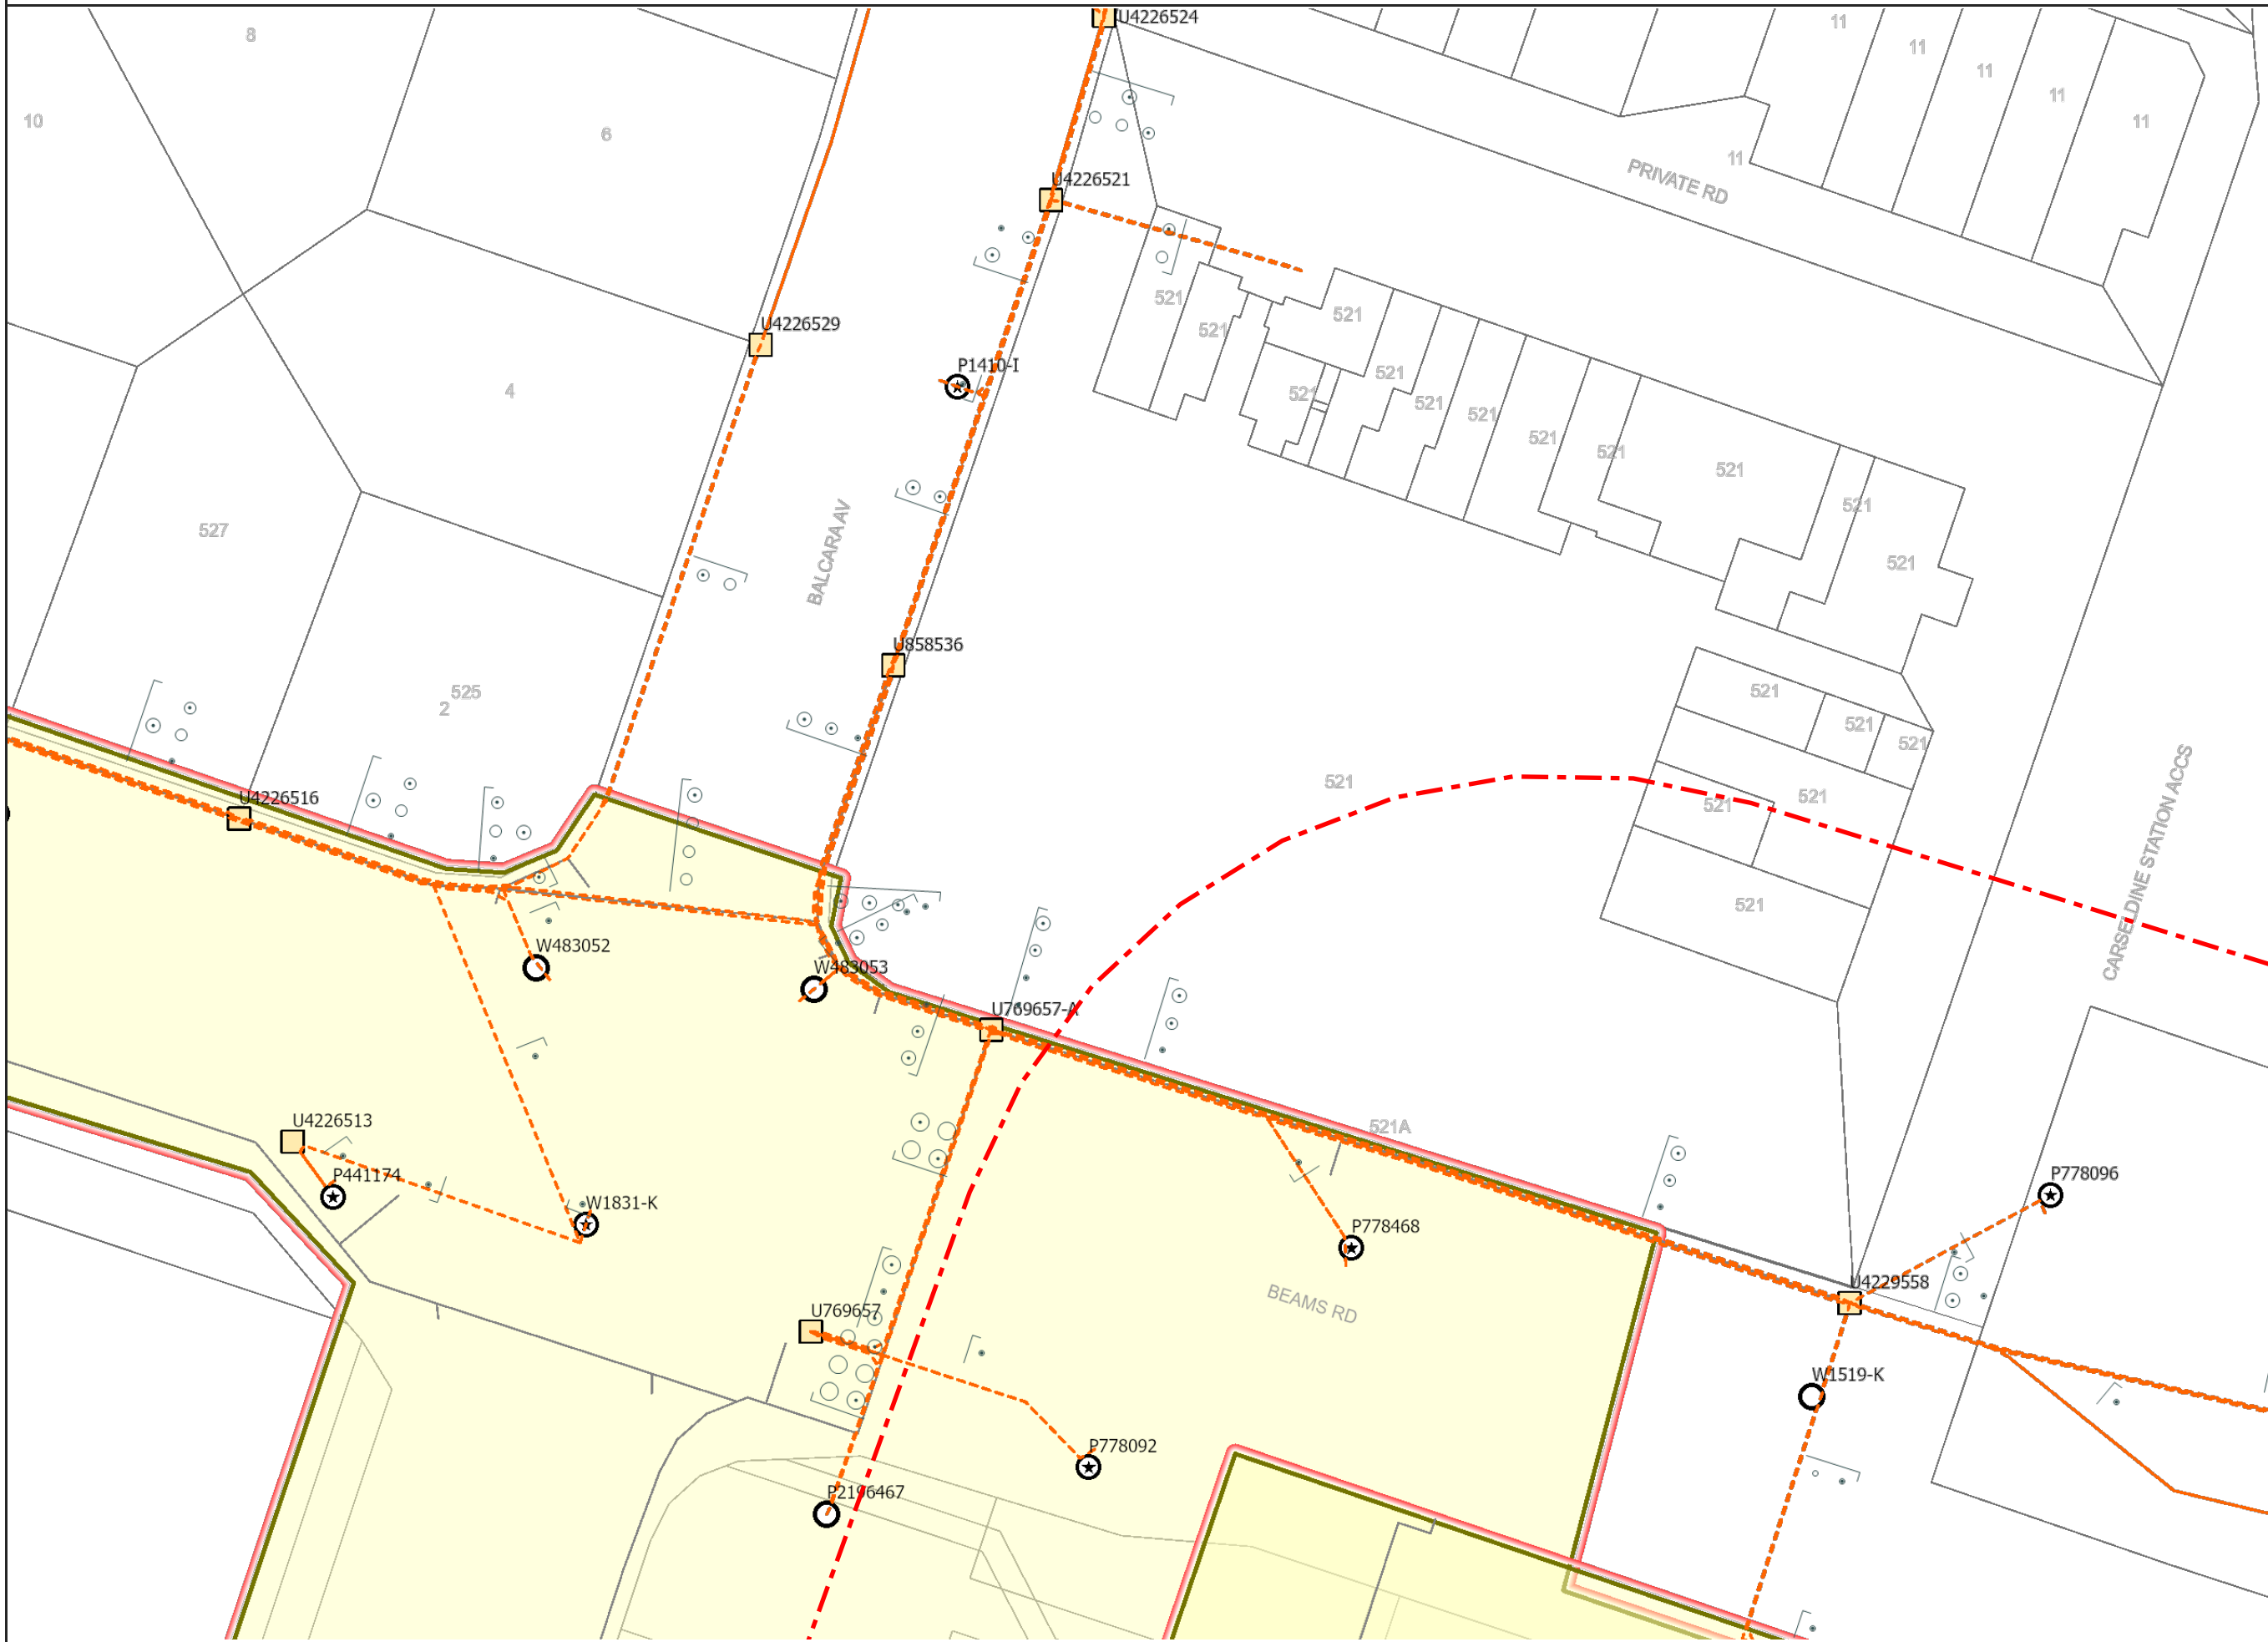 U4226524
8
11
11
11
11
11
10
6
11
PRIVATE RD
U4226521
521
521
U4226529
521
P1410-I
521
521
4
521
521
521
521
521
521
527
BALCARA AV
521
U858536
525
2
521
521
521
U4226516
521
521
521
CARSELDINE STATION ACCS
521
W483052
W483053
U769657-A
U4226513
521A
P441174
W1831-K
P778096
P778468
U4229558
BEAMS RD
U769657
W1519-K
P778092
P2196467